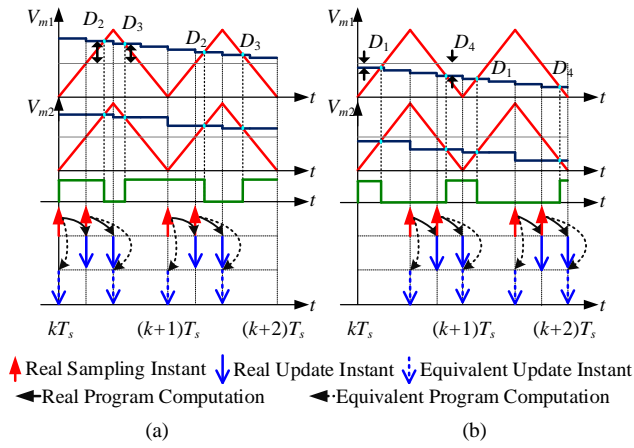 V_{m1} D_2 D_3 D_2 D_3 t
V_{m2} t
t
kT_s (k+1)T_s (k+2)T_s
V_{m1} D_1 D_4 D_1 D_4 t
V_{m2} t
t
kT_s (k+1)T_s (k+2)T_s
Real Sampling Instant Real Update Instant Equivalent Update Instant
Real Program Computation Equivalent Program Computation
(a) (b)